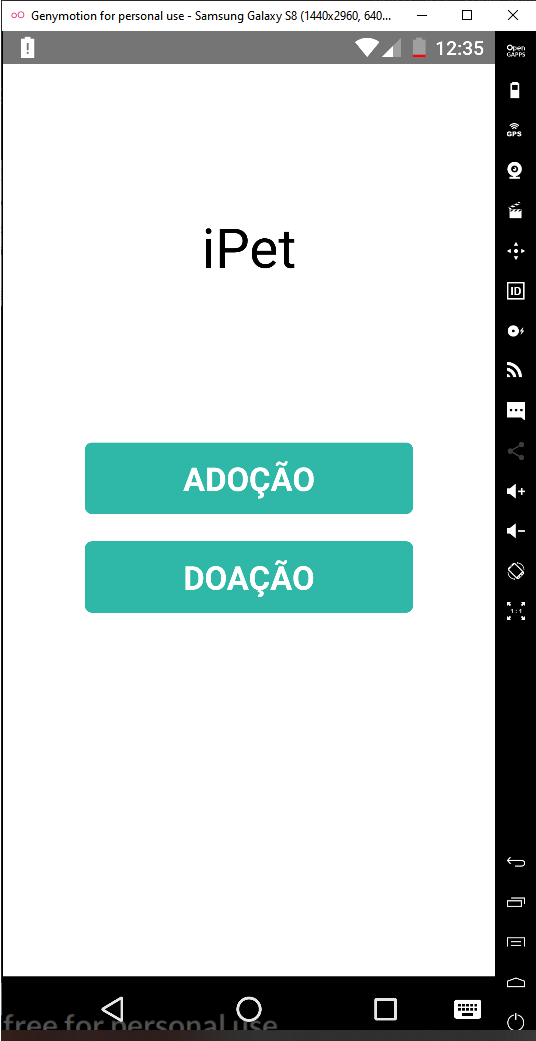 Genymotion for personal use - Samsung Galaxy S8 (1440x2960, 640...
12:35
Open
GAPPS
GPS
iPet
ID
ADOÇÃO
DOAÇÃO
1:1
free for personal use